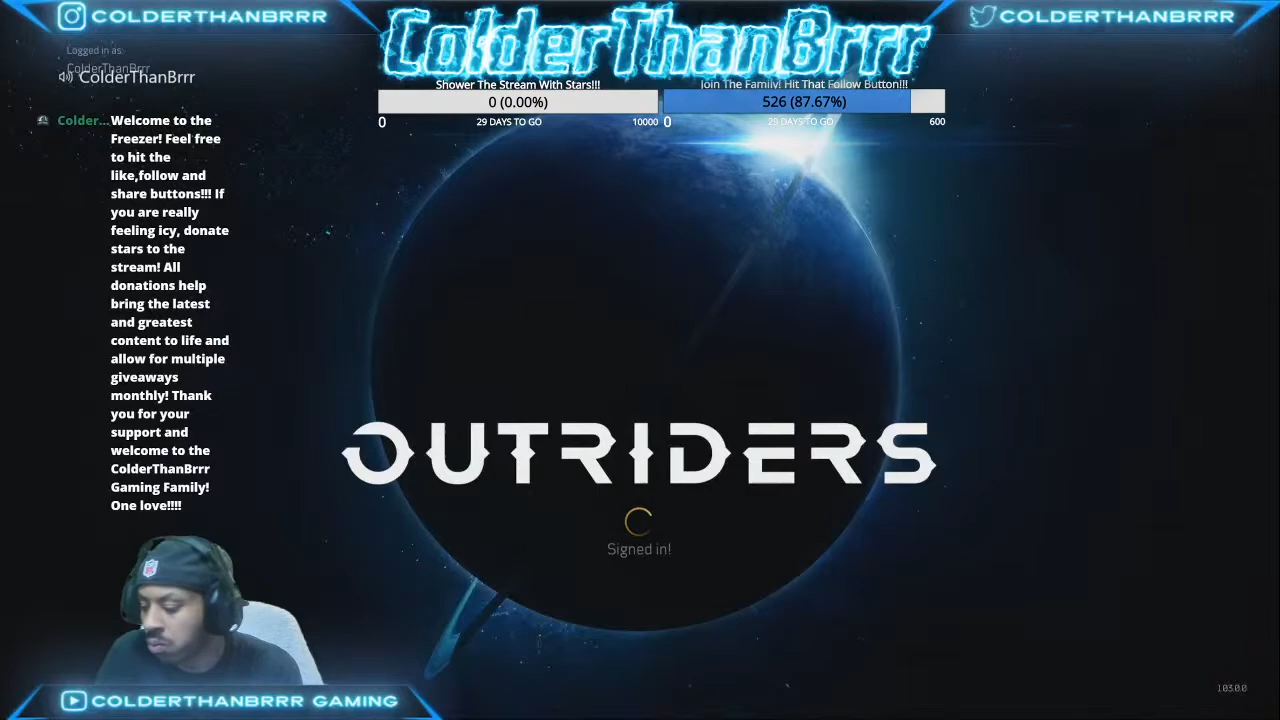 COLDERTHANBRRR
ColderThanBrrr
COLDERTHANBRRR
Logged in as:
ColderThanBrrr
ColderThanBrrr
Shower The Stream With Stars!!!
Join The Family! Hit That Follow Button!!!
0 (0.00%)
526 (87.67%)
0 29 DAYS TO GO 10000
0 29 DAYS TO GO 600
Colder... Welcome to the
Freezer! Feel free
to hit the
like,follow and
share buttons!!! If
you are really
feeling icy, donate
stars to the
stream! All
donations help
bring the latest
and greatest
content to life and
allow for multiple
giveaways
monthly! Thank
you for your
support and
welcome to the
ColderThanBrrr
Gaming Family!
One love!!!!
OUTRIDERS
Signed in!
NFL
COLDERTHANBRRR GAMING
1.03.0.0